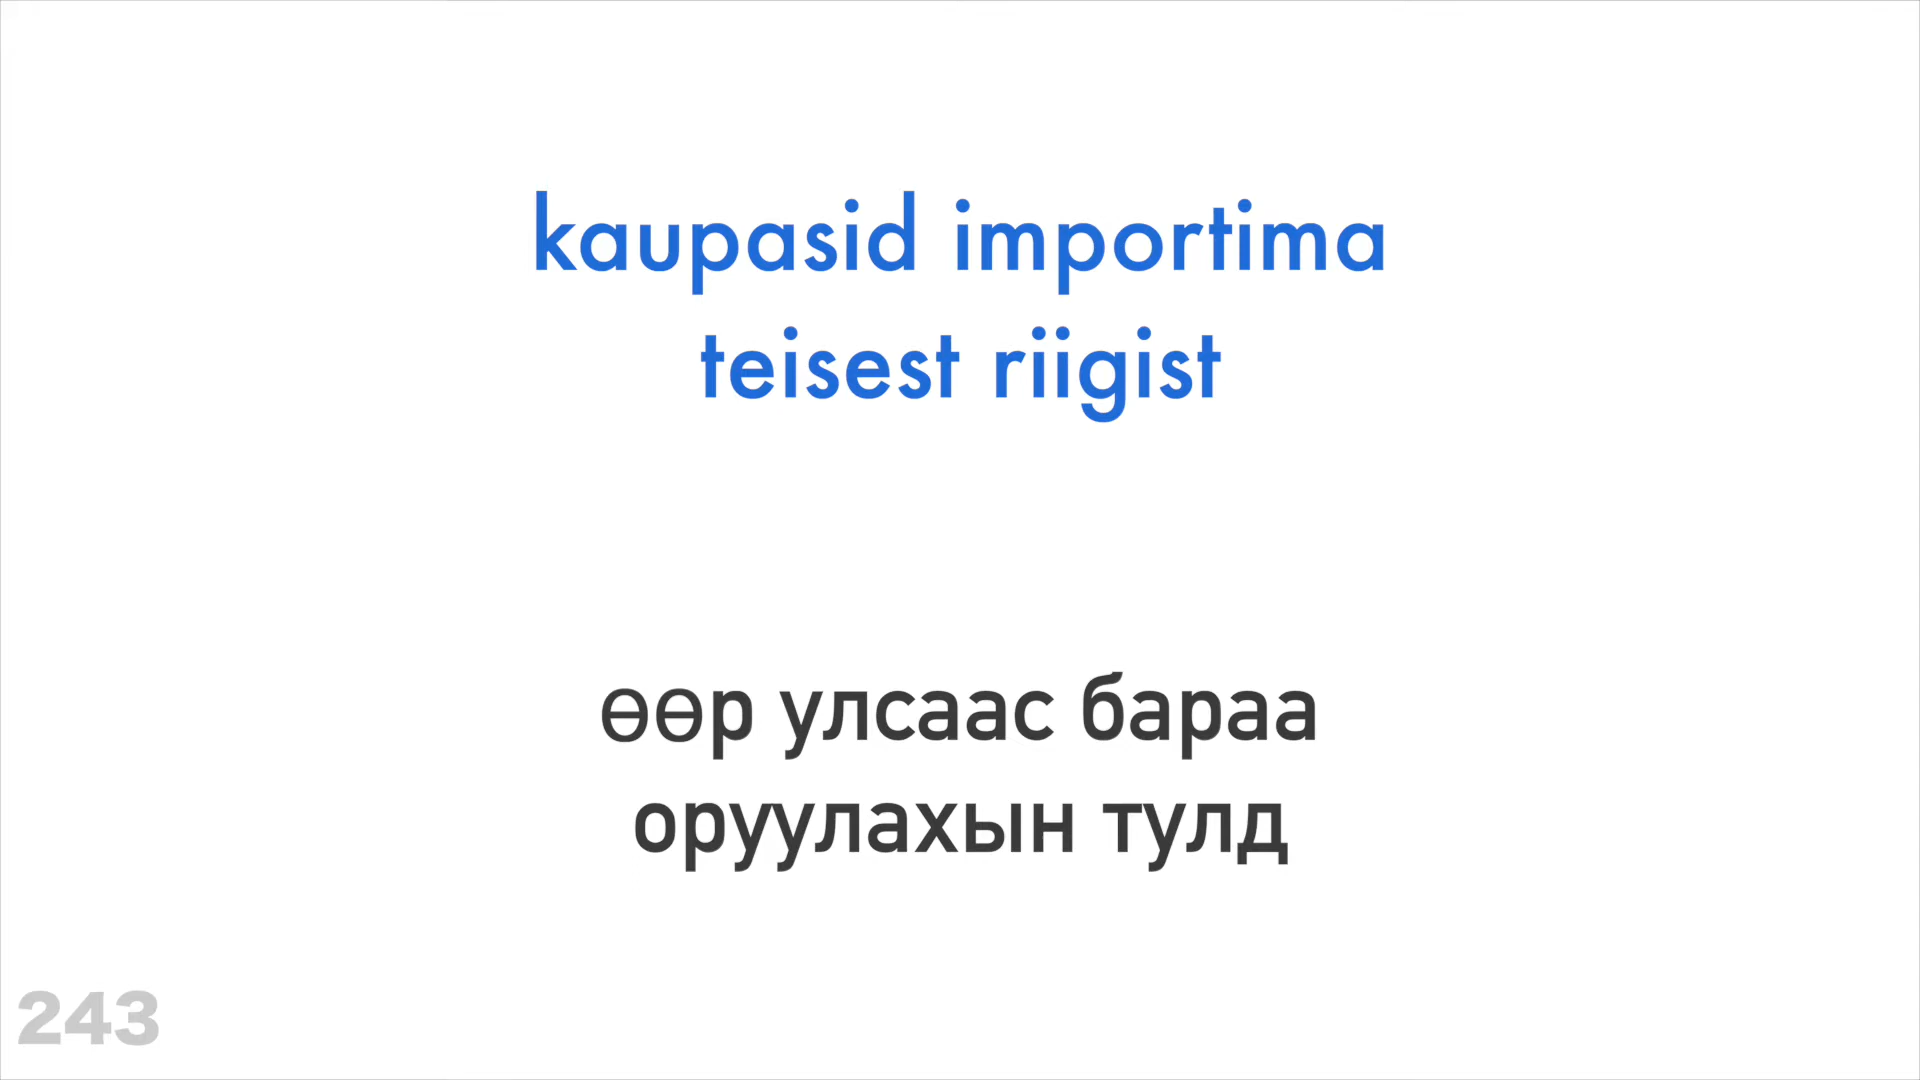 kaupasid importima
teisest riigist
өөр улсаас бараа
оруулахын тулд
243